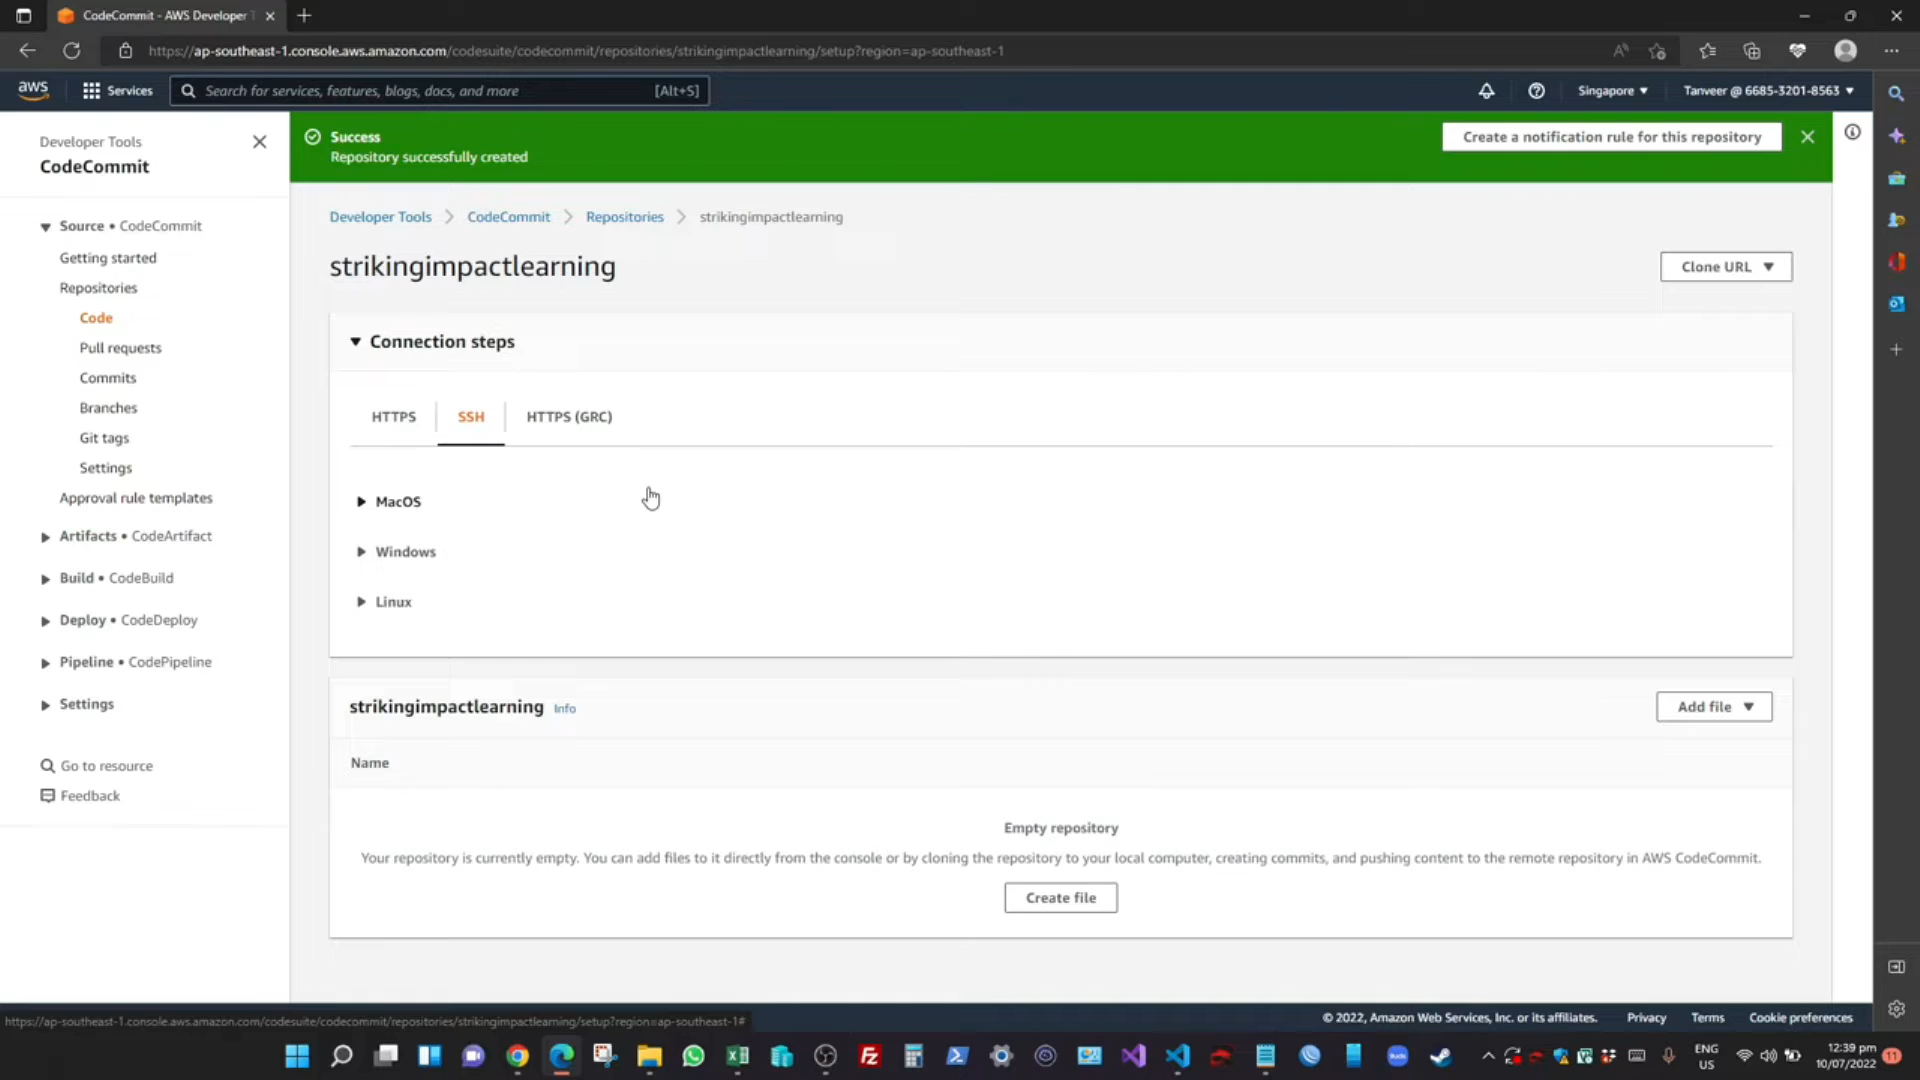 CodeCommit - AWS Developer T
https://ap-southeast-1.console.aws.amazon.com/codesuite/codecommit/repositories/strikingimpactlearning/setup?region=ap-southeast-1
aws
Services
Search for services, features, blogs, docs, and more
[Alt+S]
Singapore
Tanveer @ 6685-3201-8563
Developer Tools
CodeCommit
Source • CodeCommit
Getting started
Repositories
Code
Pull requests
Commits
Branches
Git tags
Settings
Approval rule templates
Artifacts • CodeArtifact
Build • CodeBuild
Deploy • CodeDeploy
Pipeline • CodePipeline
Settings
Go to resource
Feedback
Success
Repository successfully created
Create a notification rule for this repository
Developer Tools > CodeCommit > Repositories > strikingimpactlearning
strikingimpactlearning
Clone URL
Connection steps
HTTPS
SSH
HTTPS (GRC)
MacOS
Windows
Linux
strikingimpactlearning Info
Add file
Name
Empty repository
Your repository is currently empty. You can add files to it directly from the console or by cloning the repository to your local computer, creating commits, and pushing content to the remote repository in AWS CodeCommit.
Create file
https://ap-southeast-1.console.aws.amazon.com/codesuite/codecommit/repositories/strikingimpactlearning/setup?region=ap-southeast-1#
© 2022, Amazon Web Services, Inc. or its affiliates.
Privacy
Terms
Cookie preferences
ENG
US
12:39 pm
10/07/2022
11